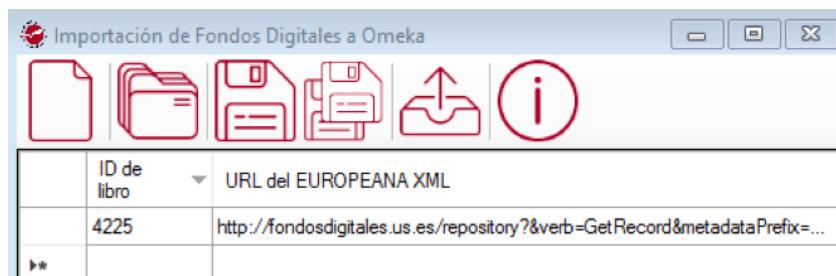 Importación de Fondos Digitales a Omeka
ID de
libro
URL del EUROPEANA XML
4225
http://fondosdigitales.us.es/repository?&verb=GetRecord&metadataPrefix=...